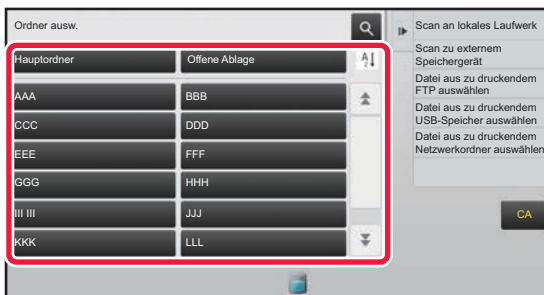 Ordner ausw.
Hauptordner
Offene Ablage
AAA
BBB
CCC
DDD
EEE
FFF
GGG
HHH
III III
JJJ
KKK
LLL
Scan an lokales Laufwerk
Scan zu externem
Speichergerät
Datei aus zu druckendem
FTP auswählen
Datei aus zu druckendem
USB-Speicher auswählen
Datei aus zu druckendem
Netzwerkordner auswählen
CA